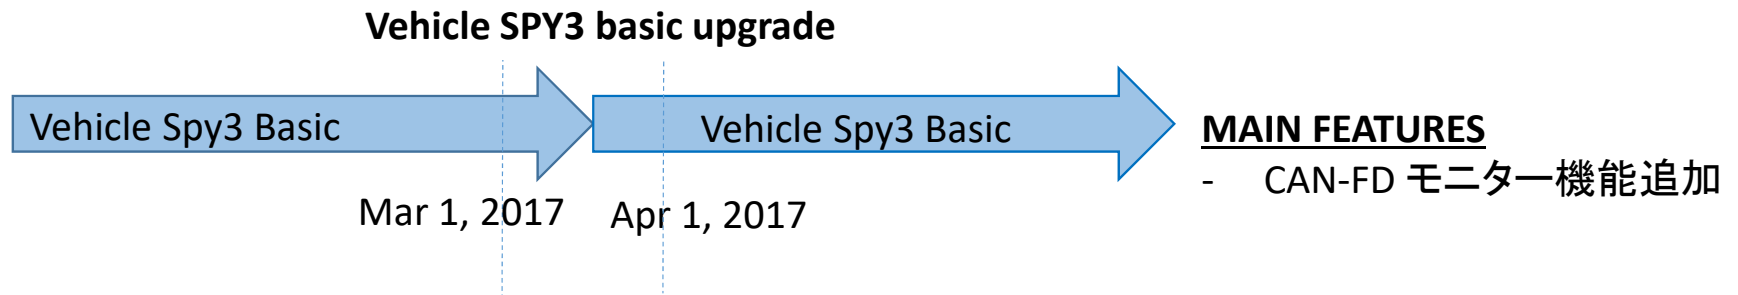 Vehicle SPY3 basic upgrade
Vehicle Spy3 Basic
Vehicle Spy3 Basic
MAIN FEATURES
- CAN-FD モニター機能追加
Mar 1, 2017
Apr 1, 2017